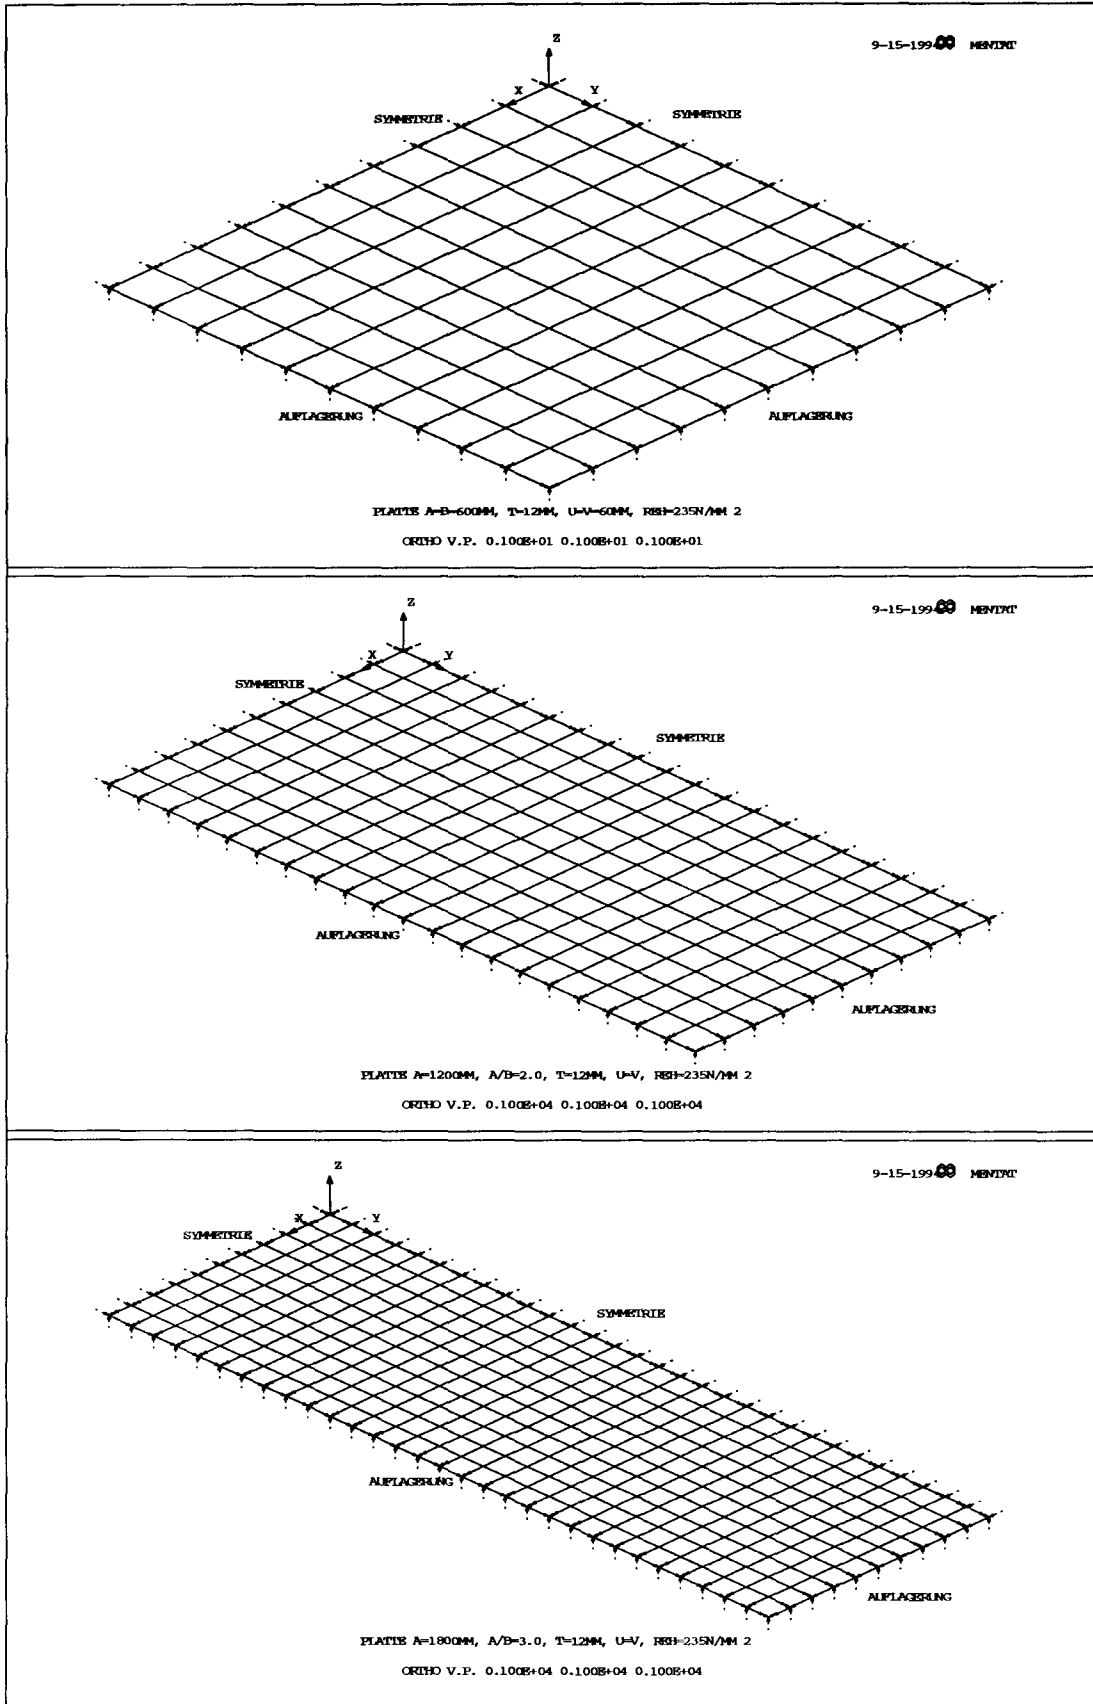 Z
9-15-199 MENTAT
X Y
SYMMETRIE SYMMETRIE
AUFLAGERUNG AUFLAGERUNG
PLATTE A=B=600MM, T=12MM, U=V=60MM, REH=235N/MM 2
ORTHO V.P. 0.100E+01 0.100E+01 0.100E+01
Z
9-15-199 MENTAT
X Y
SYMMETRIE
SYMMETRIE
AUFLAGERUNG
AUFLAGERUNG
PLATTE A=1200MM, A/B=2.0, T=12MM, U=V, REH=235N/MM 2
ORTHO V.P. 0.100E+04 0.100E+04 0.100E+04
Z
9-15-199 MENTAT
X Y
SYMMETRIE
SYMMETRIE
AUFLAGERUNG
AUFLAGERUNG
PLATTE A=1800MM, A/B=3.0, T=12MM, U=V, REH=235N/MM 2
ORTHO V.P. 0.100E+04 0.100E+04 0.100E+04